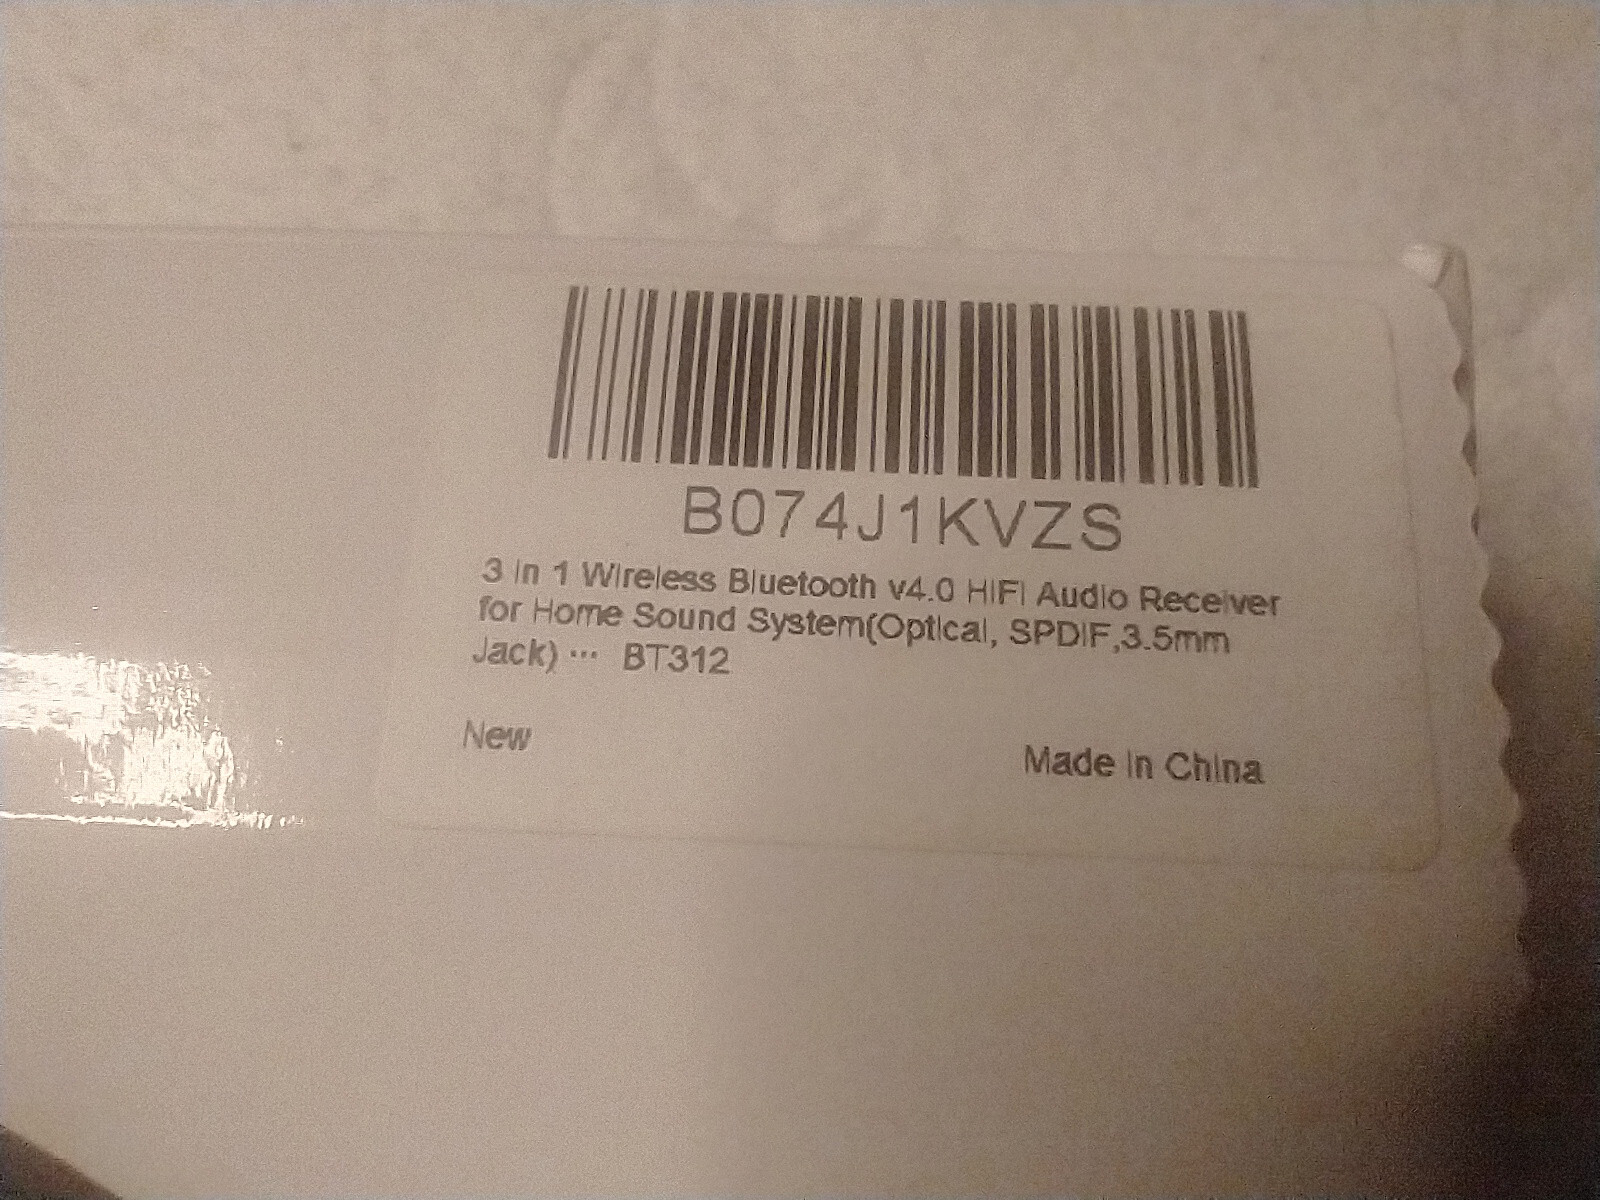 B074J1KVZS
3 in 1 Wireless Bluetooth v4.0 HIFI Audio Receiver
for Home Sound System(Optical, SPDIF,3.5mm
Jack) ··· BT312
New
Made in China